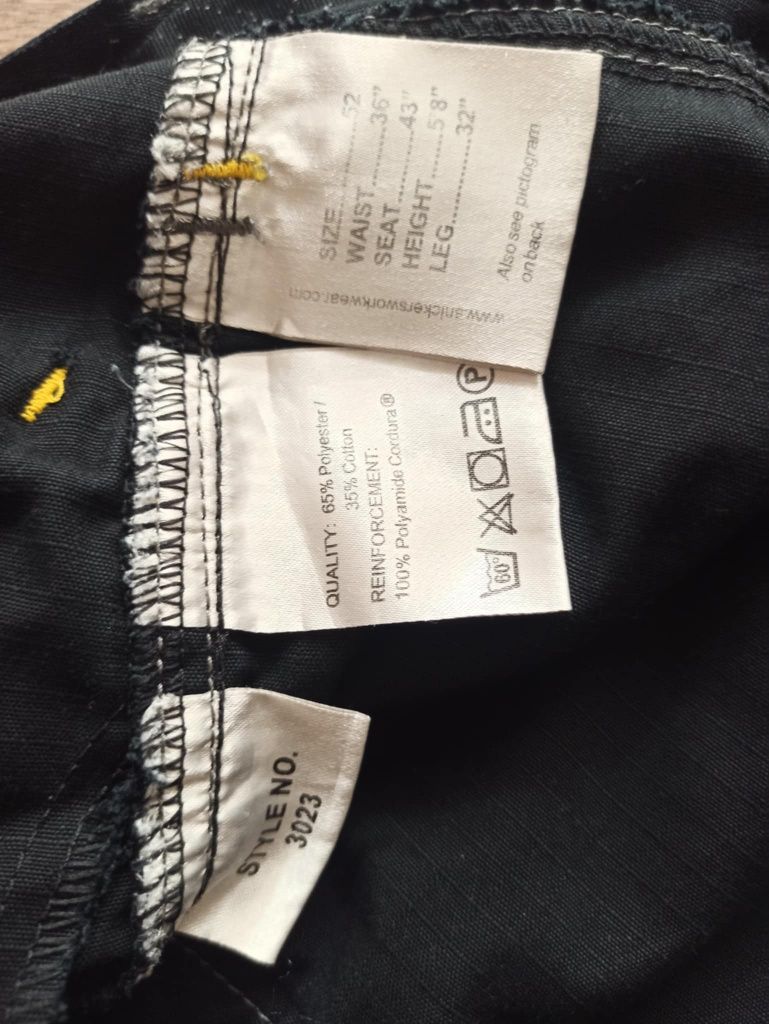 SIZE............52
WAIST..........36"
SEAT............43"
HEIGHT......5'8"
LEG.............32"
Also see pictogram
on back
www.snickersworkwear.com
QUALITY: 65% Polyester /
35% Cotton
REINFORCEMENT:
100% Polyamide Cordura®
60°
P
STYLE NO.
3023